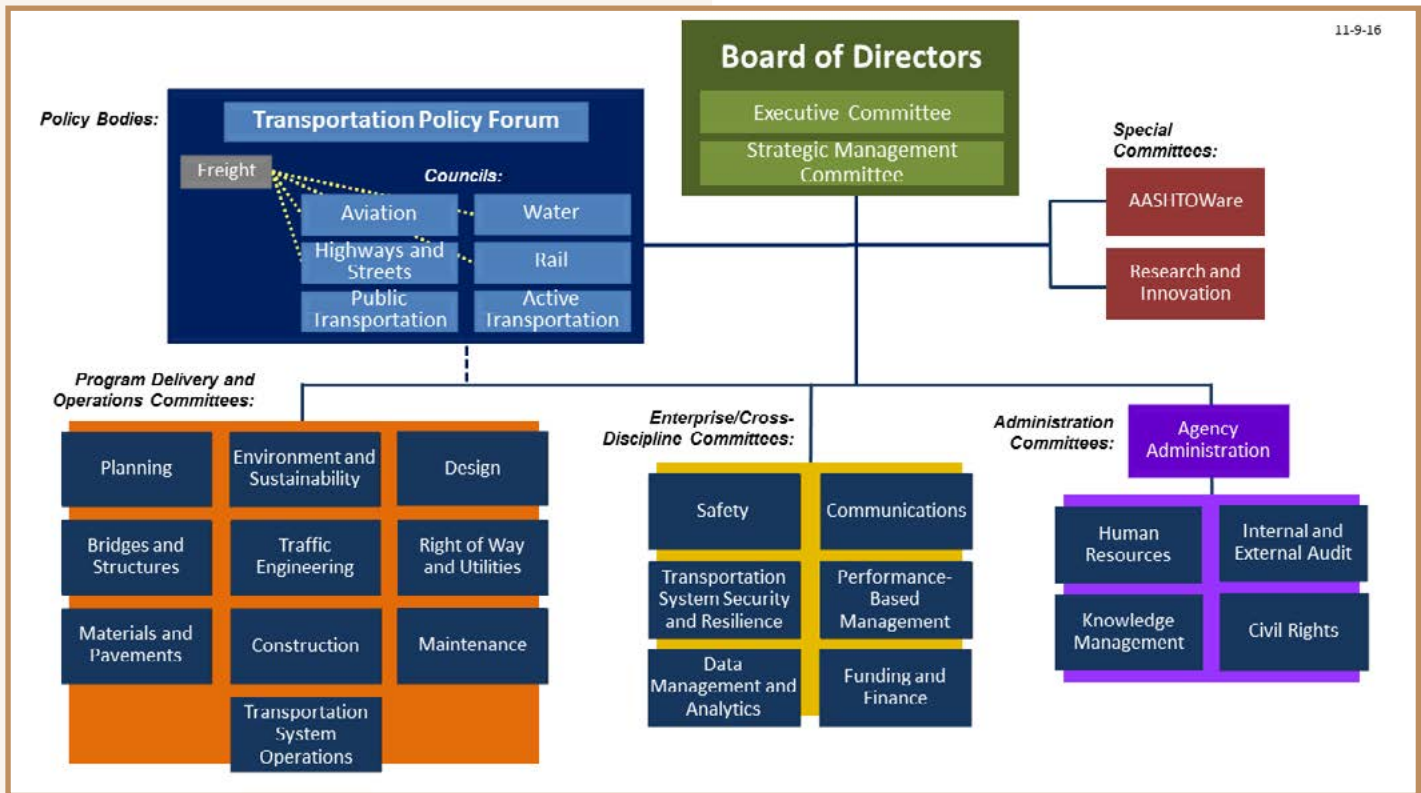 11-9-16
Board of Directors
Executive Committee
Strategic Management
Committee
Policy Bodies:
Transportation Policy Forum
Freight
Councils:
Aviation
Water
Highways and
Streets
Rail
Public
Transportation
Active
Transportation
Special
Committees:
AASHTOWare
Research and
Innovation
Program Delivery and
Operations Committees:
Planning
Environment and
Sustainability
Design
Bridges and
Structures
Traffic
Engineering
Right of Way
and Utilities
Materials and
Pavements
Construction
Maintenance
Transportation
System
Operations
Enterprise/Cross-
Discipline Committees:
Safety
Communications
Transportation
System Security
and Resilience
Performance-
Based
Management
Data
Management and
Analytics
Funding and
Finance
Administration
Committees:
Agency
Administration
Human
Resources
Internal and
External Audit
Knowledge
Management
Civil Rights